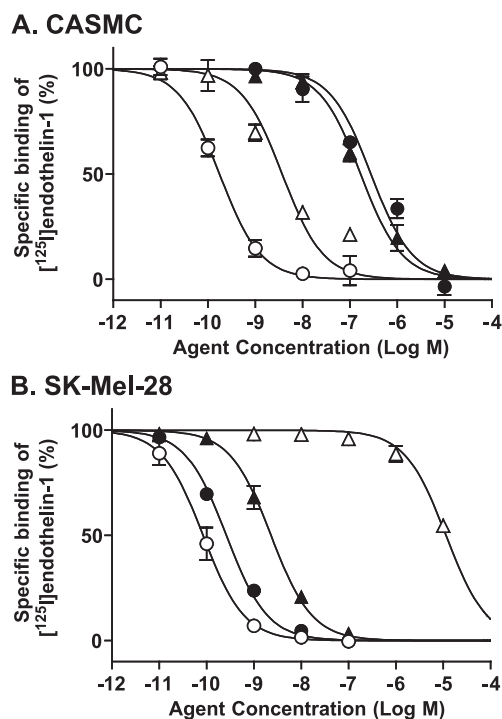 A. CASMC
Specific binding of
[¹²⁵I]endothelin-1 (%)
100
50
0
-12 -11 -10 -9 -8 -7 -6 -5 -4
Agent Concentration (Log M)
B. SK-Mel-28
Specific binding of
[¹²⁵I]endothelin-1 (%)
100
50
0
-12 -11 -10 -9 -8 -7 -6 -5 -4
Agent Concentration (Log M)